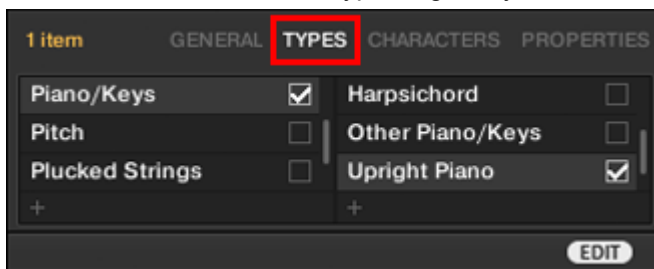 1 item GENERAL TYPES CHARACTERS PROPERTIES
Piano/Keys Harpsichord
Pitch Other Piano/Keys
Plucked Strings Upright Piano
+ +
EDIT